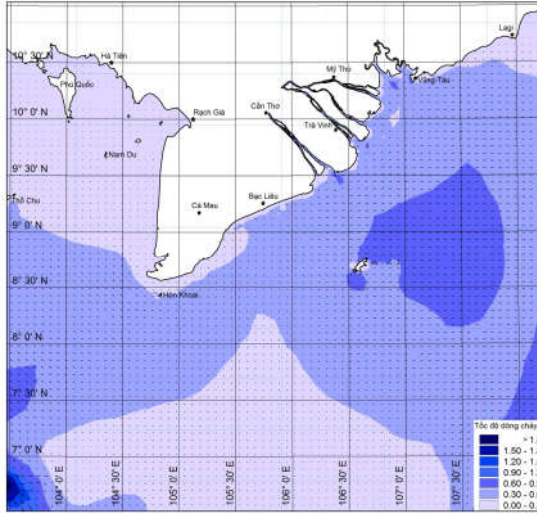 Lagi
10° 30' N
Hà Tiên
Mỹ Tho
Vũng Tàu
Phú Quốc
10° 0' N
Rạch Giá
Cần Thơ
Trà Vinh
9° 30' N
Nam Du
Thổ Chu
Cà Mau
Bạc Liêu
9° 0' N
8° 30' N
Hòn Khoai
8° 0' N
7° 30' N
Tốc độ dòng chảy
7° 0' N
104° 0' E
104° 30' E
105° 0' E
105° 30' E
106° 0' E
106° 30' E
107° 0' E
107° 30' E
> 1.
1.50 - 1.
1.20 - 1.
0.90 - 1.
0.60 - 0.
0.30 - 0.
0.00 - 0.